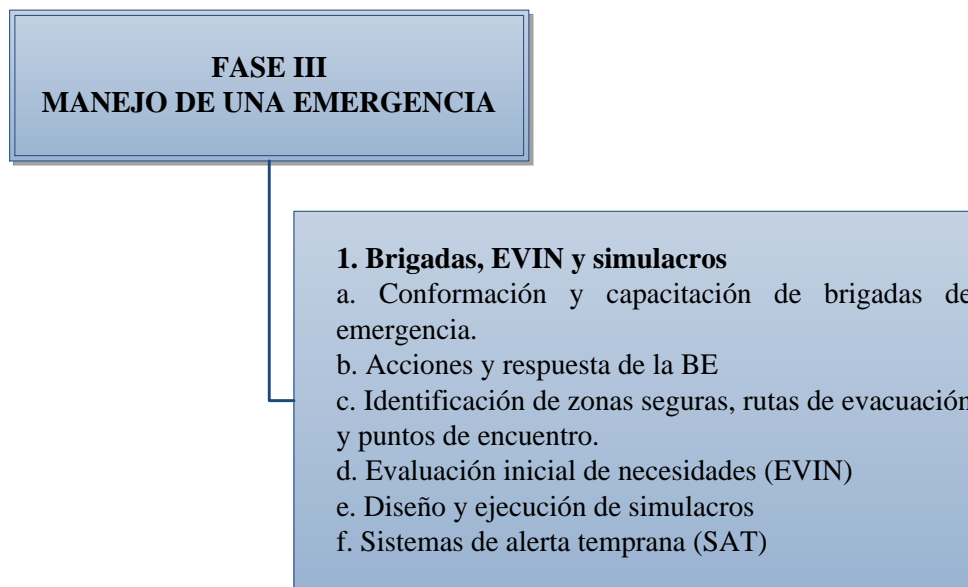 FASE III
MANEJO DE UNA EMERGENCIA
1. Brigadas, EVIN y simulacros
a. Conformación y capacitación de brigadas de
emergencia.
b. Acciones y respuesta de la BE
c. Identificación de zonas seguras, rutas de evacuación
y puntos de encuentro.
d. Evaluación inicial de necesidades (EVIN)
e. Diseño y ejecución de simulacros
f. Sistemas de alerta temprana (SAT)